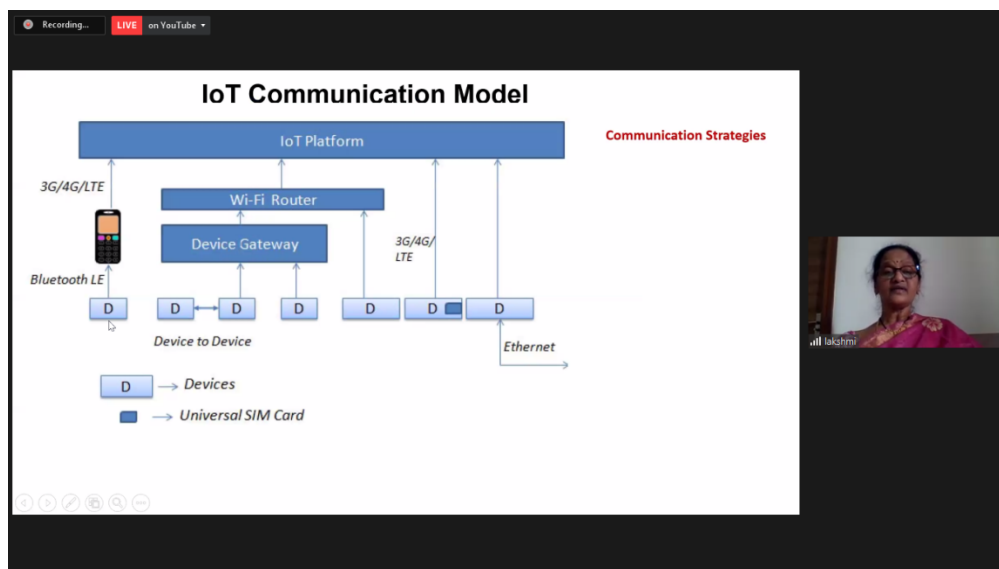 Recording...
LIVE on YouTube
IoT Communication Model
IoT Platform
Communication Strategies
3G/4G/LTE
Wi-Fi Router
Device Gateway
3G/4G/
LTE
Bluetooth LE
D
D
D
D
D
D
D
Device to Device
Ethernet
D
Devices
Universal SIM Card
lakshmi